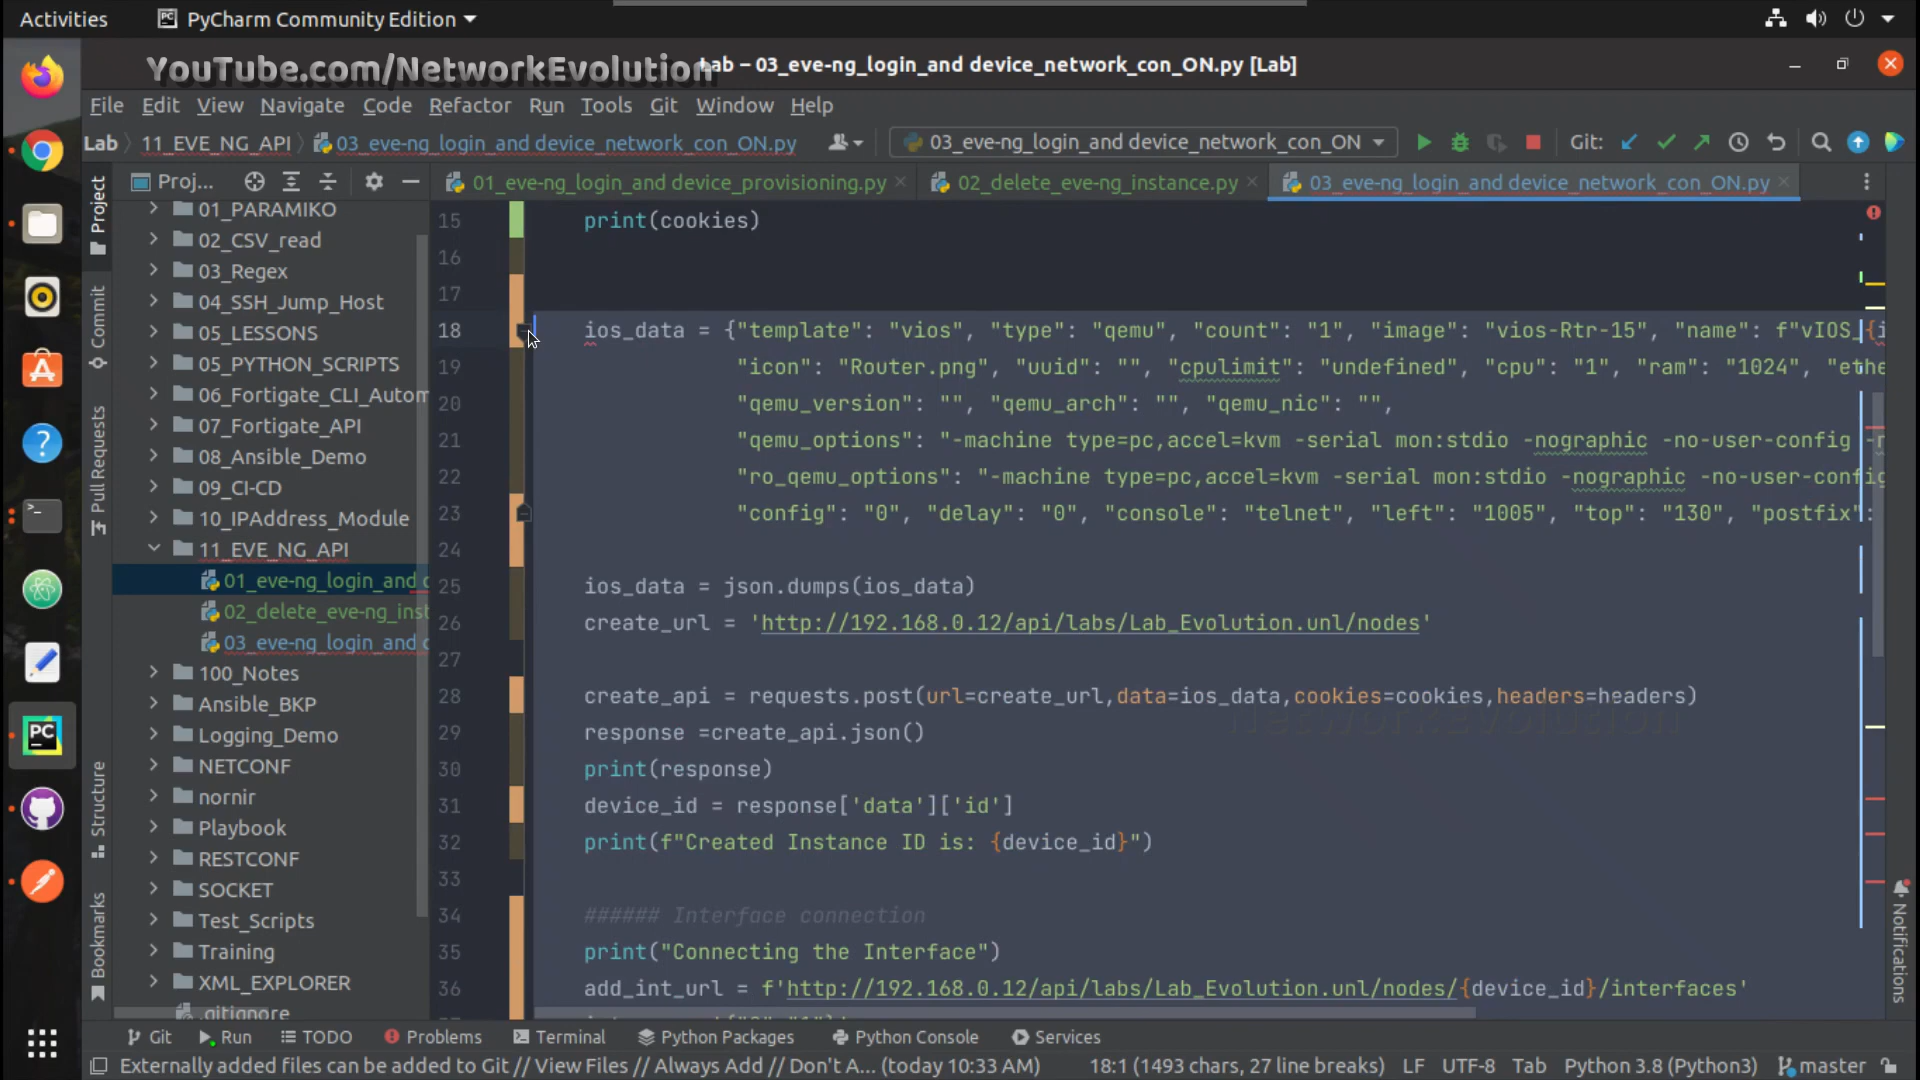 Activities
PyCharm Community Edition
YouTube.com/NetworkEvolution
Lab – 03_eve-ng_login_and device_network_con_ON.py [Lab]
File Edit View Navigate Code Refactor Run Tools Git Window Help
Lab 11_EVE_NG_API 03_eve-ng_login_and device_network_con_ON.py
03_eve-ng_login_and device_network_con_ON
Git:
Proj...
01_eve-ng_login_and device_provisioning.py
02_delete_eve-ng_instance.py
03_eve-ng_login_and device_network_con_ON.py
Project
Commit
Pull Requests
Structure
Bookmarks
01_PARAMIKO
02_CSV_read
03_Regex
04_SSH_Jump_Host
05_LESSONS
05_PYTHON_SCRIPTS
06_Fortigate_CLI_Autom
07_Fortigate_API
08_Ansible_Demo
09_CI-CD
10_IPAddress_Module
11_EVE_NG_API
01_eve-ng_login_and
02_delete_eve-ng_inst
03_eve-ng_login_and
100_Notes
Ansible_BKP
Logging_Demo
NETCONF
nornir
Playbook
RESTCONF
SOCKET
Test_Scripts
Training
XML_EXPLORER
.gitignore
15 print(cookies)
16
17
18 ios_data = {"template": "vios", "type": "qemu", "count": "1", "image": "vios-Rtr-15", "name": f"vIOS_{i
19 "icon": "Router.png", "uuid": "", "cpulimit": "undefined", "cpu": "1", "ram": "1024", "ethe
20 "qemu_version": "", "qemu_arch": "", "qemu_nic": "",
21 "qemu_options": "-machine type=pc,accel=kvm -serial mon:stdio -nographic -no-user-config -n
22 "ro_qemu_options": "-machine type=pc,accel=kvm -serial mon:stdio -nographic -no-user-config
23 "config": "0", "delay": "0", "console": "telnet", "left": "1005", "top": "130", "postfix":
24
25 ios_data = json.dumps(ios_data)
26 create_url = 'http://192.168.0.12/api/labs/Lab_Evolution.unl/nodes'
27
28 create_api = requests.post(url=create_url,data=ios_data,cookies=cookies,headers=headers)
29 response =create_api.json()
30 print(response)
31 device_id = response['data']['id']
32 print(f"Created Instance ID is: {device_id}")
33
34 ###### Interface connection
35 print("Connecting the Interface")
36 add_int_url = f'http://192.168.0.12/api/labs/Lab_Evolution.unl/nodes/{device_id}/interfaces'
NetworkEvolution
Notifications
Git Run TODO Problems Terminal Python Packages Python Console Services
Externally added files can be added to Git // View Files // Always Add // Don't A... (today 10:33 AM) 18:1 (1493 chars, 27 line breaks) LF UTF-8 Tab Python 3.8 (Python3) master